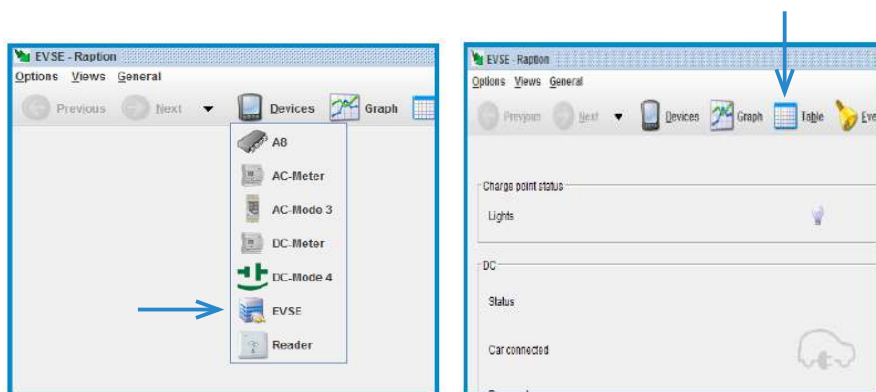 EVSE - Raption
Options Views General
Previous Next Devices Graph
A8
AC-Meter
AC-Mode 3
DC-Meter
DC-Mode 4
EVSE
Reader
EVSE - Raption
Options Views General
Previous Next Devices Graph Table Eve
Charge point status
Lights
DC
Status
Car connected